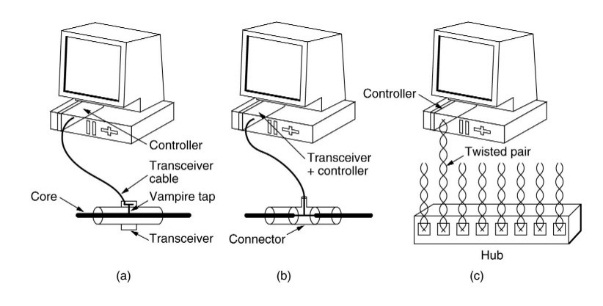 Controller
Transceiver
cable
Vampire tap
Core
Transceiver
(a)
Transceiver
+ controller
Connector
(b)
Controller
Twisted pair
Hub
(c)